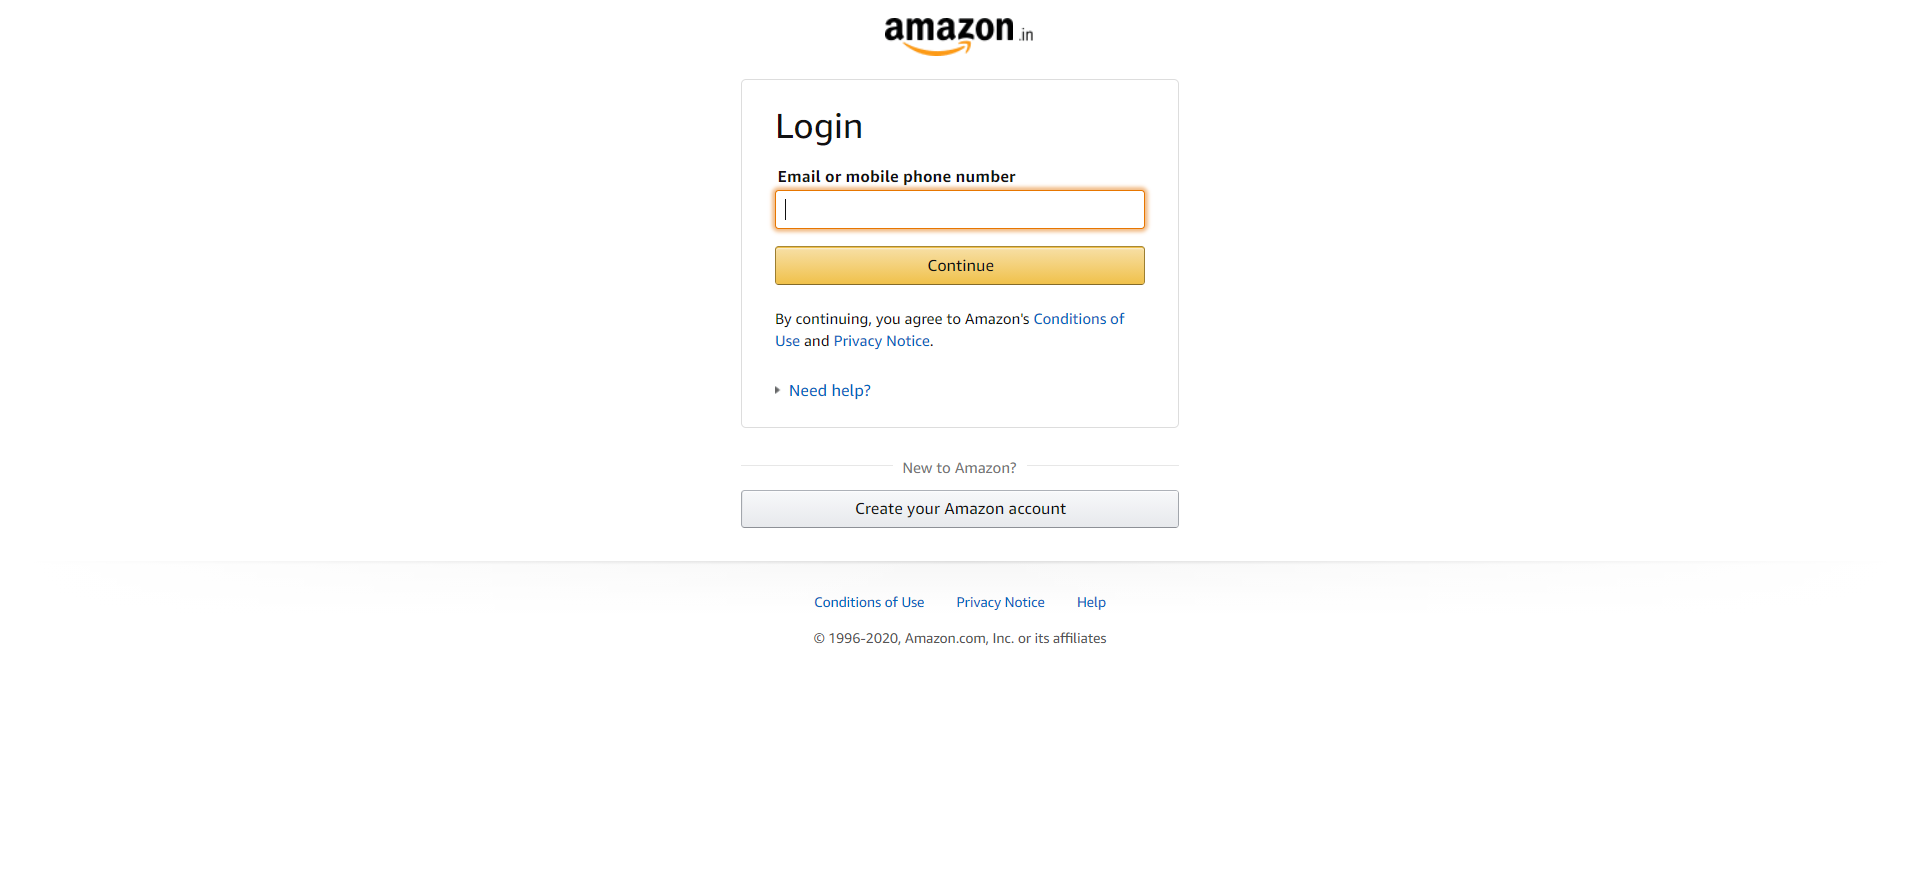 amazon.in
Login
Email or mobile phone number
Continue
By continuing, you agree to Amazon's Conditions of
Use and Privacy Notice.
Need help?
New to Amazon?
Create your Amazon account
Conditions of Use Privacy Notice Help
© 1996-2020, Amazon.com, Inc. or its affiliates